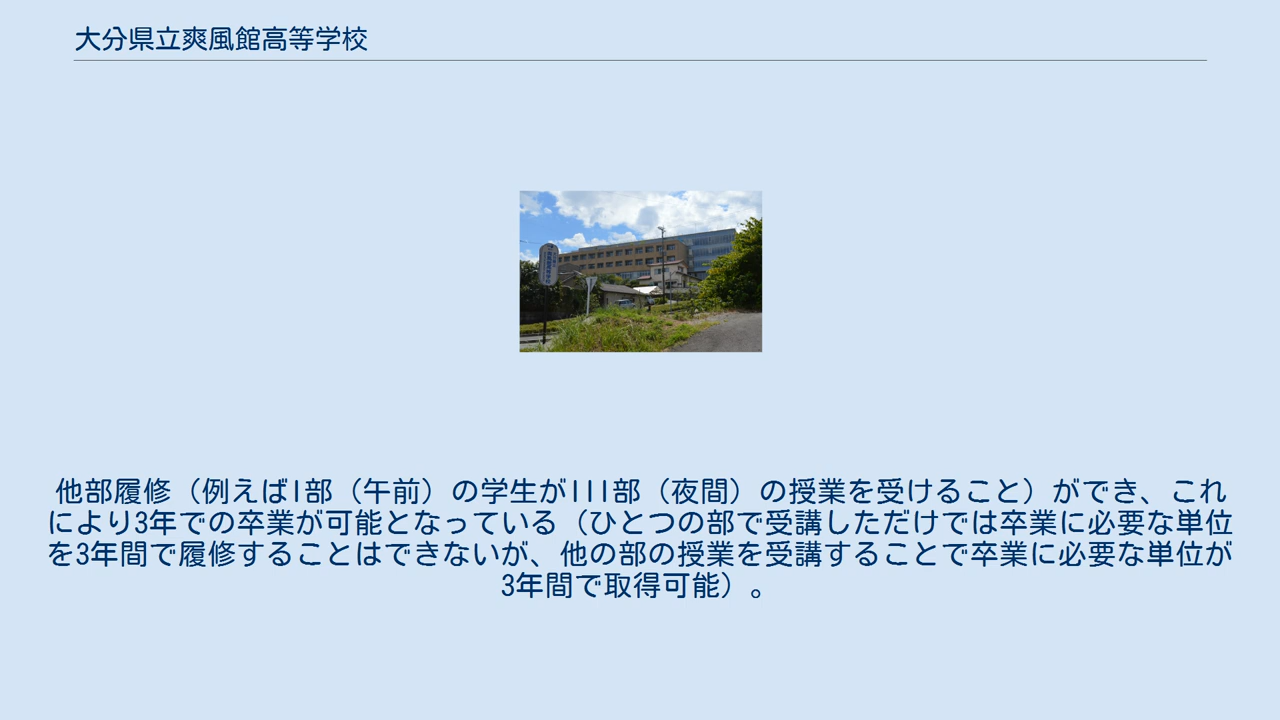 大分県立爽風館高等学校
他部履修（例えばI部（午前）の学生がIII部（夜間）の授業を受けること）ができ、これ
により3年での卒業が可能となっている（ひとつの部で受講しただけでは卒業に必要な単位
を3年間で履修することはできないが、他の部の授業を受講することで卒業に必要な単位が
3年間で取得可能）。